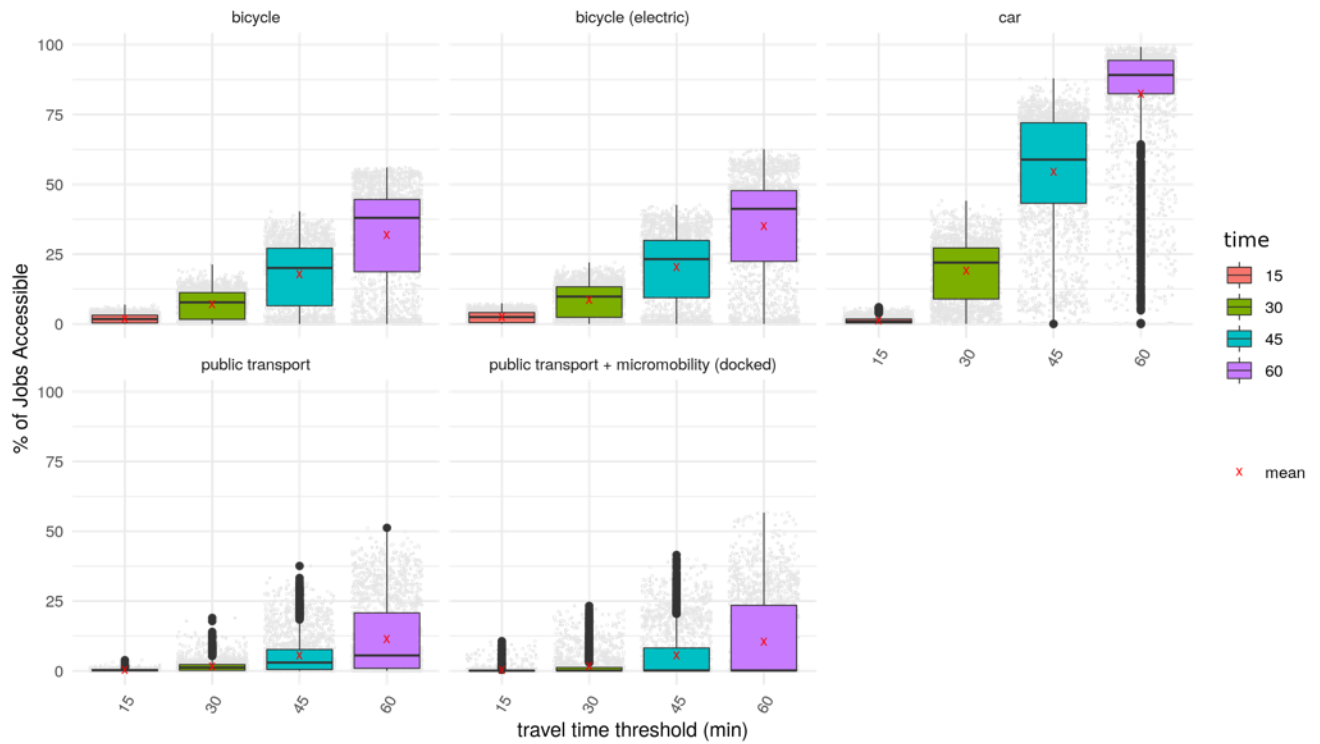 bicycle
bicycle (electric)
car
100
75
50
25
0
15
30
45
60
% of Jobs Accessible
public transport
public transport + micromobility (docked)
100
75
50
25
0
15
30
45
60
15
30
45
60
travel time threshold (min)
time
15
30
45
60
x mean